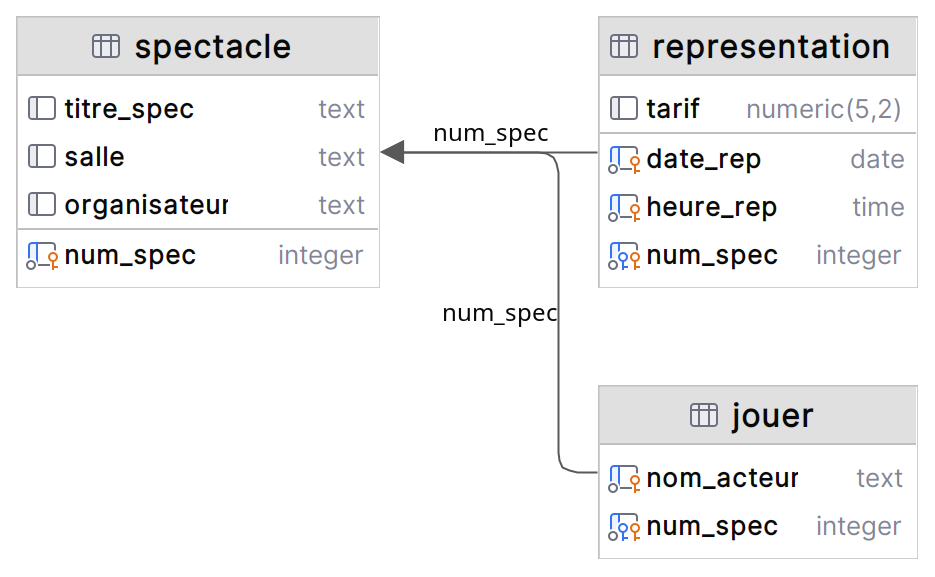 spectacle
titre_spec text
salle text
organisateur text
num_spec integer
num_spec
num_spec
representation
tarif numeric(5,2)
date_rep date
heure_rep time
num_spec integer
jouer
nom_acteur text
num_spec integer